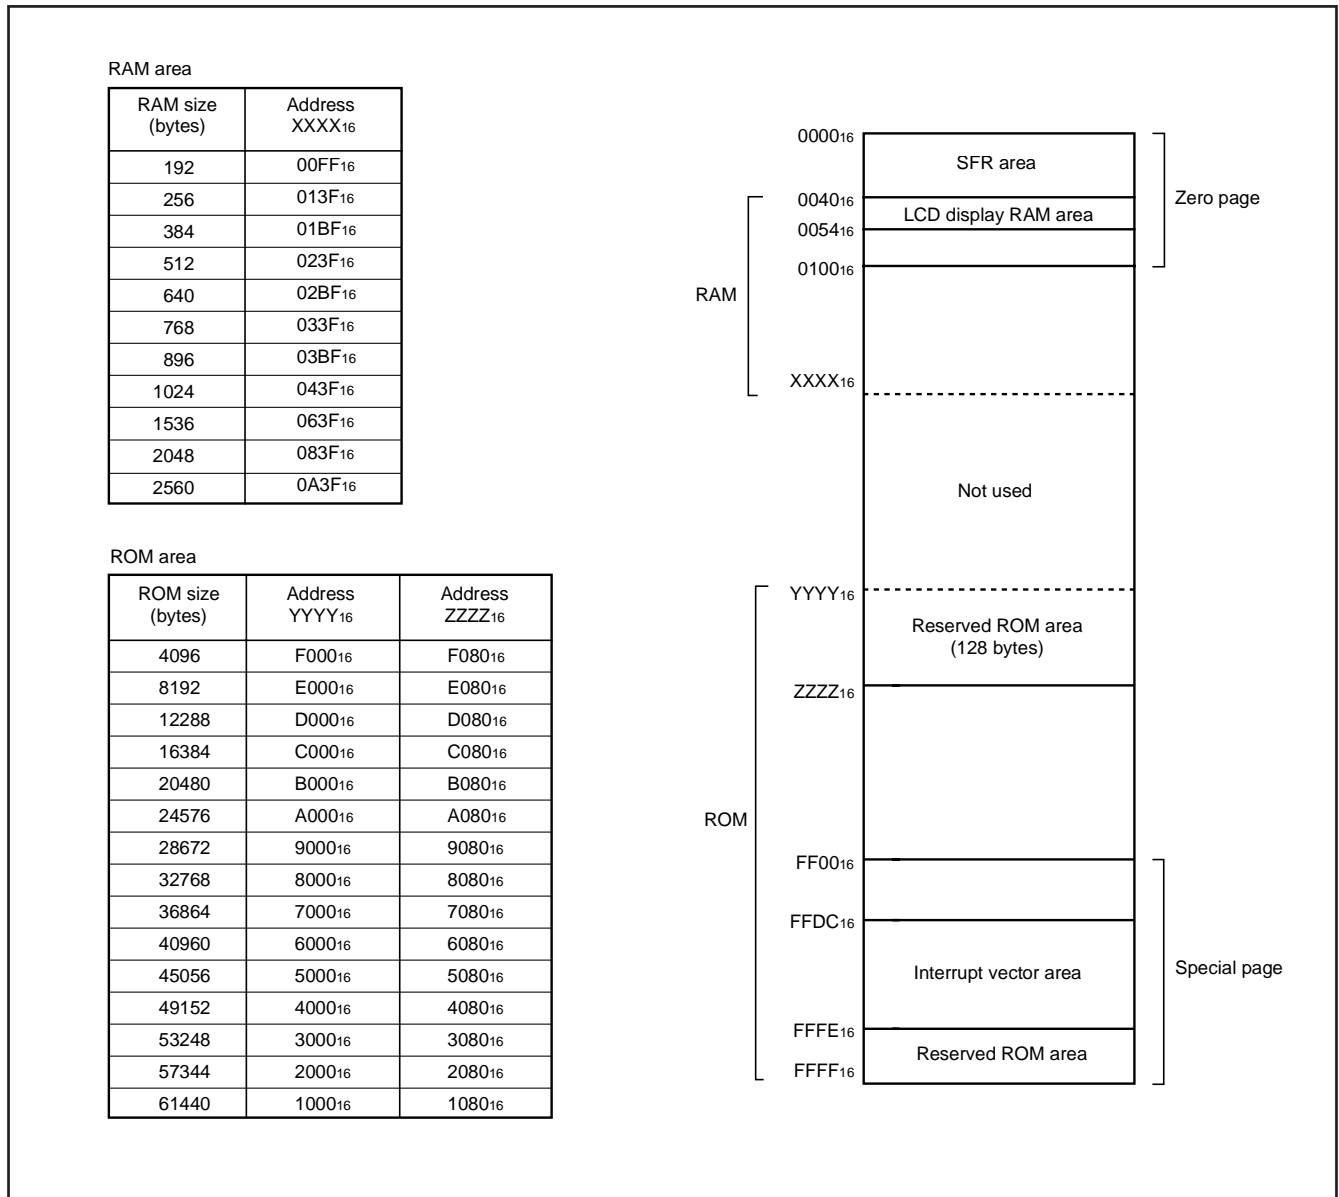 RAM area
RAM size (bytes) Address XXXX16
192 00FF16
256 013F16
384 01BF16
512 023F16
640 02BF16
768 033F16
896 03BF16
1024 043F16
1536 063F16
2048 083F16
2560 0A3F16
ROM area
ROM size (bytes) Address YYYY16 Address ZZZZ16
4096 F00016 F08016
8192 E00016 E08016
12288 D00016 D08016
16384 C00016 C08016
20480 B00016 B08016
24576 A00016 A08016
28672 900016 908016
32768 800016 808016
36864 700016 708016
40960 600016 608016
45056 500016 508016
49152 400016 408016
53248 300016 308016
57344 200016 208016
61440 100016 108016
000016
SFR area
Zero page
004016
LCD display RAM area
005416
010016
RAM
XXXX16
Not used
YYYY16
Reserved ROM area
(128 bytes)
ZZZZ16
ROM
FF0016
FFDC16
Interrupt vector area
Special page
FFFE16
Reserved ROM area
FFFF16